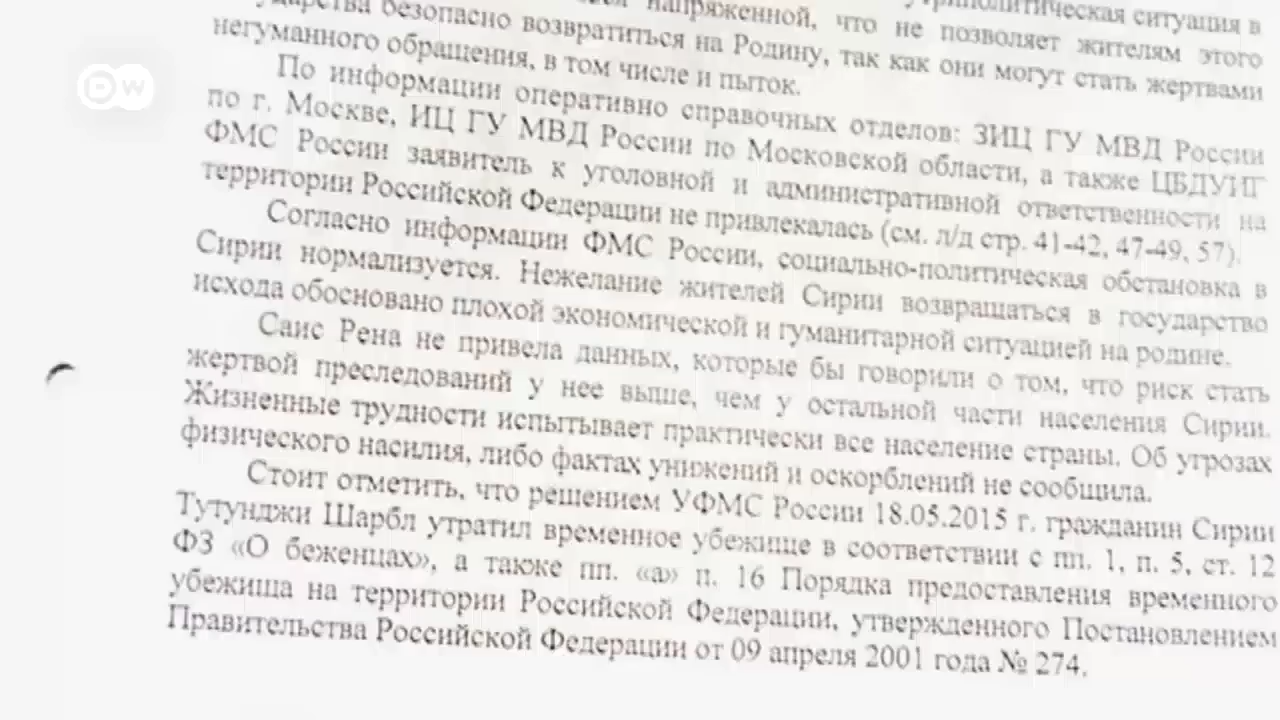 DW
напряженной, что не позволяет жителям этого
безопасно возвратиться на Родину, так как они могут стать жертвами
негуманного обращения, в том числе и пыток.
По информации оперативно справочных отделов: ЗИЦ ГУ МВД России
по г. Москве, ИЦ ГУ МВД России по Московской области, а также ЦБДУИГ
ФМС России заявитель к уголовной и административной ответственности на
территории Российской Федерации не привлекалась (см. л/д стр. 41-42, 47-49, 57).
Согласно информации ФМС России, социально-политическая обстановка в
Сирии нормализуется. Нежелание жителей Сирии возвращаться в государство
исхода обосновано плохой экономической и гуманитарной ситуацией на родине.
Саис Рена не привела данных, которые бы говорили о том, что риск стать
жертвой преследований у нее выше, чем у остальной части населения Сирии.
Жизненные трудности испытывает практически все население страны. Об угрозах
физического насилия, либо фактах унижений и оскорблений не сообщила.
Стоит отметить, что решением УФМС России 18.05.2015 г. гражданин Сирии
Тутунджи Шарбл утратил временное убежище в соответствии с пп. 1, п. 5, ст. 12
ФЗ «О беженцах», а также пп. «а» п. 16 Порядка предоставления временного
убежища на территории Российской Федерации, утвержденного Постановлением
Правительства Российской Федерации от 09 апреля 2001 года № 274.